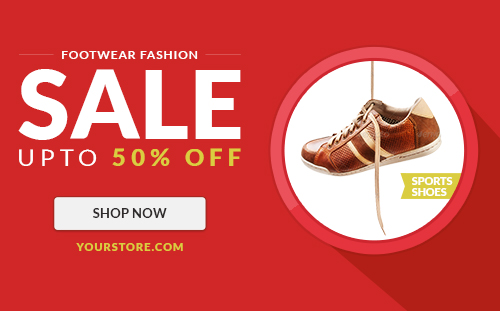 FOOTWEAR FASHION
SALE
UPTO 50% OFF
SHOP NOW
YOURSTORE.COM
SPORTS
SHOES